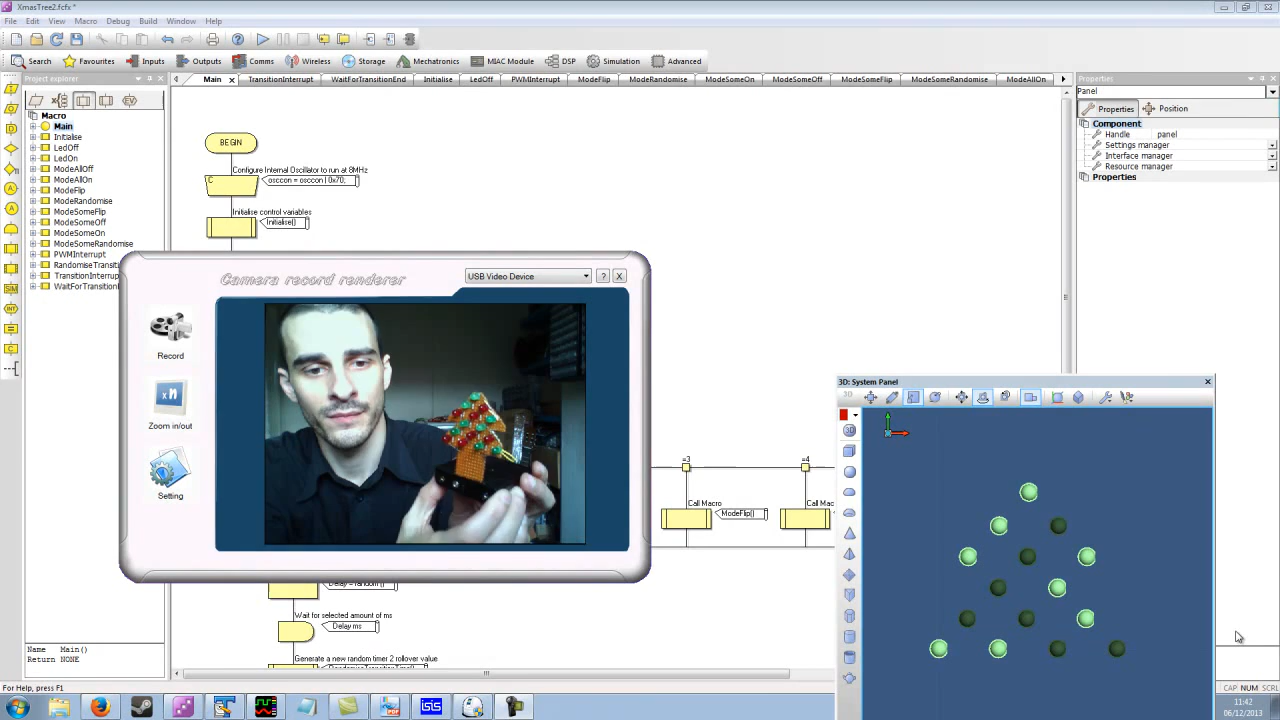 XmasTree2.fcfx *
File Edit View Macro Debug Build Window Help
Search Favourites Inputs Outputs Comms Wireless Storage Mechatronics MIAC Module DSP Simulation Advanced
Project explorer
Main TransitionInterrupt WaitForTransitionEnd Initialise LedOff PWMInterrupt ModeFlip ModeRandomise ModeSomeOn ModeSomeOff ModeSomeFlip ModeSomeRandomise ModeAllOn
Macro
Main
Initialise
LedOff
LedOn
ModeAllOff
ModeAllOn
ModeFlip
ModeRandomise
ModeSomeFlip
ModeSomeOff
ModeSomeOn
ModeSomeRandomise
PWMInterrupt
RandomiseTransiti
TransitionInterrup
WaitForTransitionE
Name Main()
Return NONE
BEGIN
Configure Internal Oscillator to run at 8MHz
C
osccon = osccon | 0x70;
Initialise control variables
Initialise()
Camera record renderer
USB Video Device
? X
Record
Zoom in/out
Setting
=3
=4
Call Macro
ModeFlip()
Call Mac
Delay = random ()
Wait for selected amount of ms
Delay ms
Generate a new random timer 2 rollover value
Properties
Panel
Properties Position
Component
Handle panel
Settings manager
Interface manager
Resource manager
Properties
3D: System Panel
For Help, press F1
CAP NUM SCRL
11:42
06/12/2013